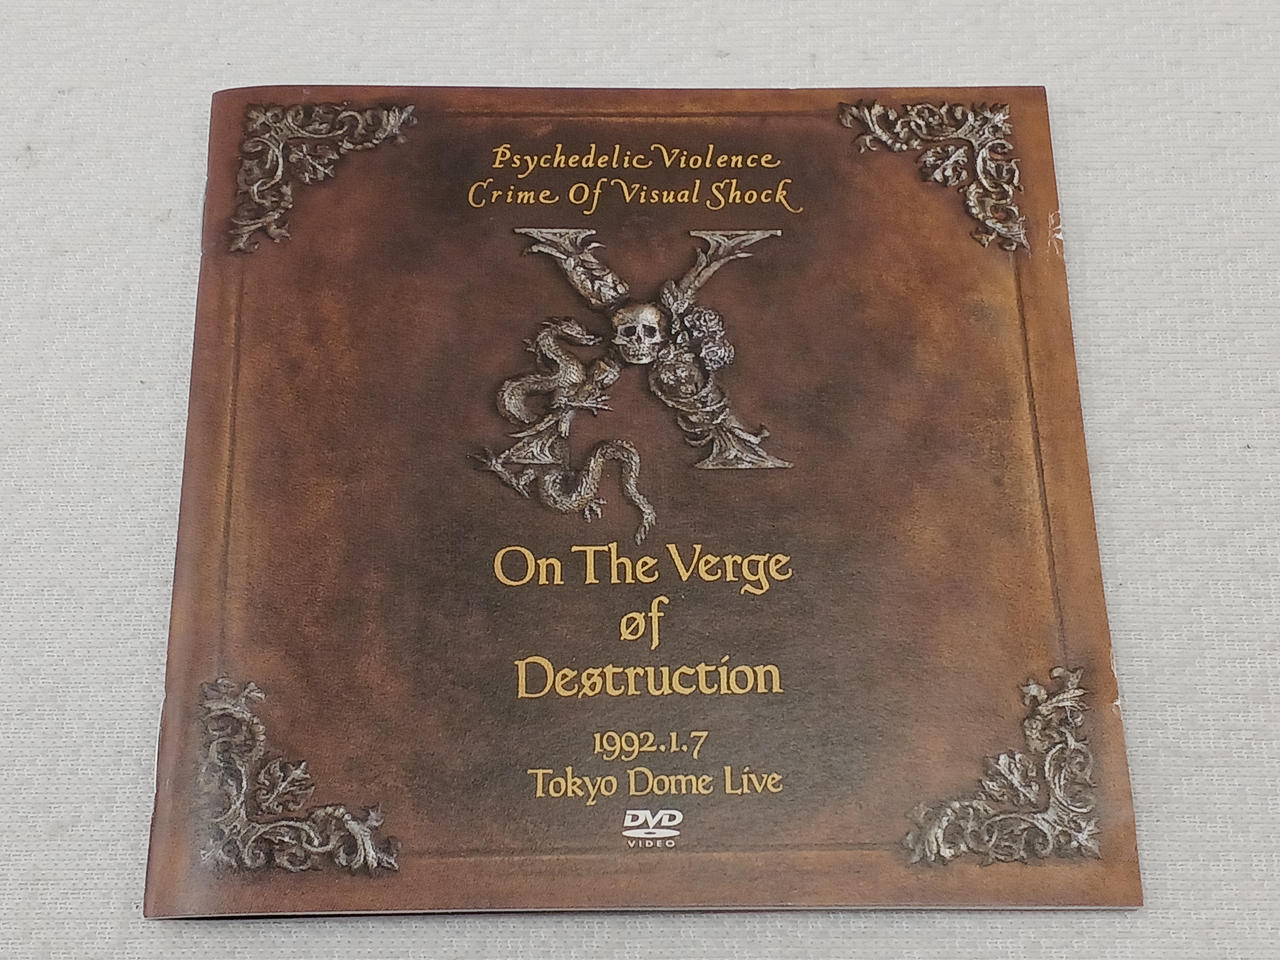 Psychedelic Violence
Crime Of Visual Shock
X
On The Verge
øf
Destruction
1992.1.7
Tokyo Dome Live
DVD
VIDEO